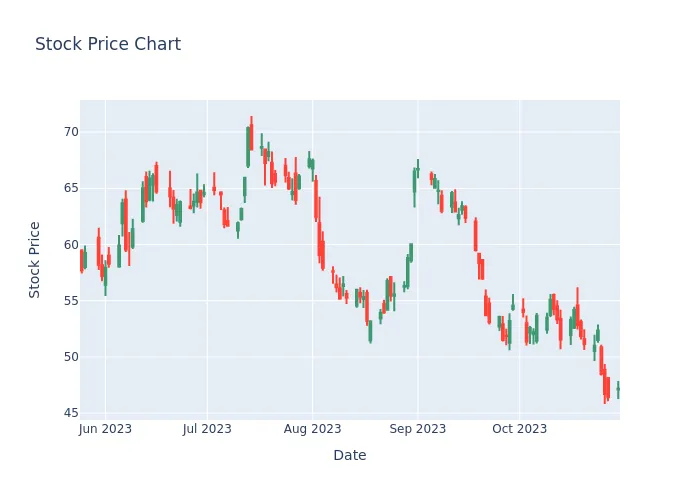 Stock Price Chart
Stock Price
70
65
60
55
50
45
Jun 2023
Jul 2023
Aug 2023
Sep 2023
Oct 2023
Date